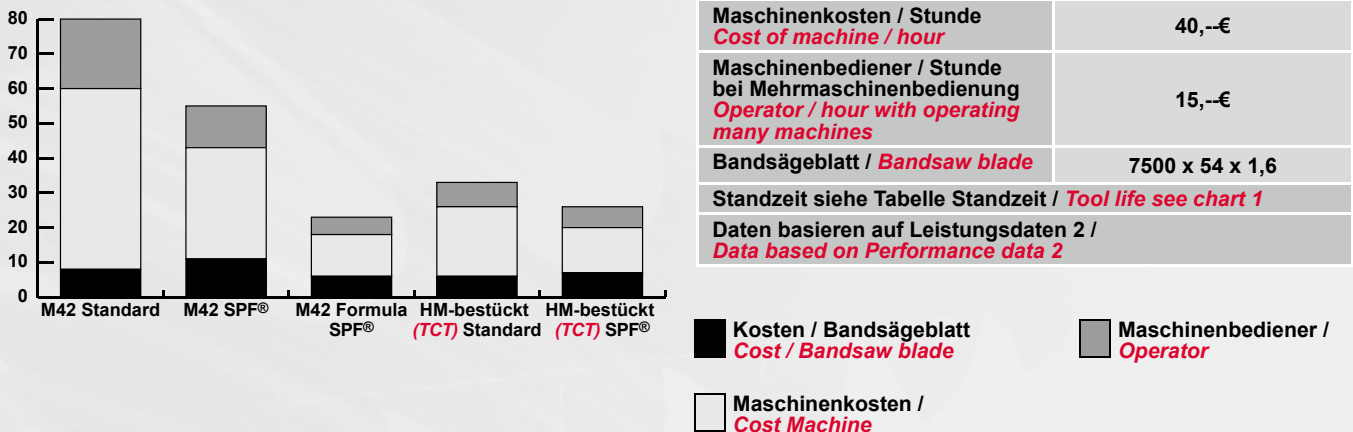 80
70
60
50
40
30
20
10
0
M42 Standard
M42 SPF®
M42 Formula
SPF®
HM-bestückt
(TCT) Standard
HM-bestückt
(TCT) SPF®
Maschinenkosten / Stunde
Cost of machine / hour
40,--€
Maschinenbediener / Stunde
bei Mehrmaschinenbedienung
Operator / hour with operating
many machines
15,--€
Bandsägeblatt / Bandsaw blade
7500 x 54 x 1,6
Standzeit siehe Tabelle Standzeit / Tool life see chart 1
Daten basieren auf Leistungsdaten 2 /
Data based on Performance data 2
Kosten / Bandsägeblatt
Cost / Bandsaw blade
Maschinenbediener /
Operator
Maschinenkosten /
Cost Machine